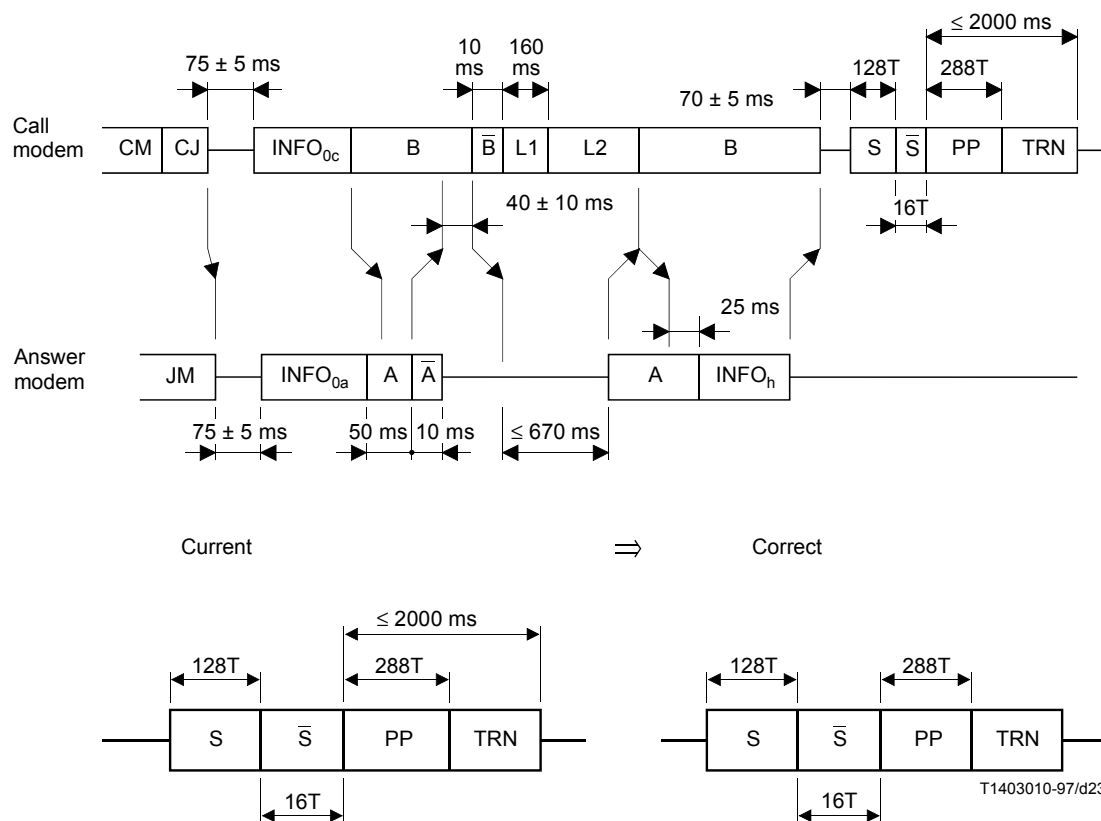 ≤ 2000 ms
10 ms
160 ms
75 ± 5 ms
128T
288T
70 ± 5 ms
Call modem
CM CJ INFO0c B B̅ L1 L2 B S S̅ PP TRN
40 ± 10 ms
16T
25 ms
Answer modem
JM INFO0a A A̅ A INFOh
75 ± 5 ms 50 ms 10 ms ≤ 670 ms
Current ⇒ Correct
≤ 2000 ms
128T 288T 128T 288T
S S̅ PP TRN S S̅ PP TRN
T1403010-97/d23
16T 16T